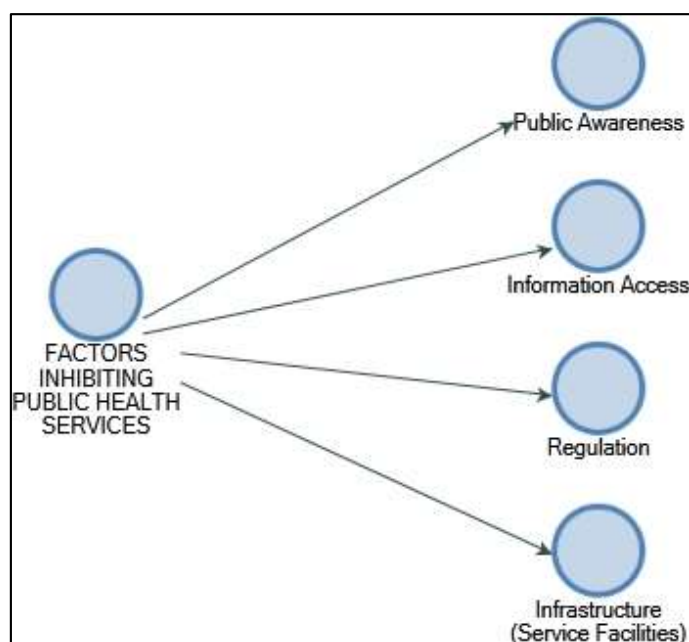 Public Awareness
Information Access
FACTORS
INHIBITING
PUBLIC HEALTH
SERVICES
Regulation
Infrastructure
(Service Facilities)